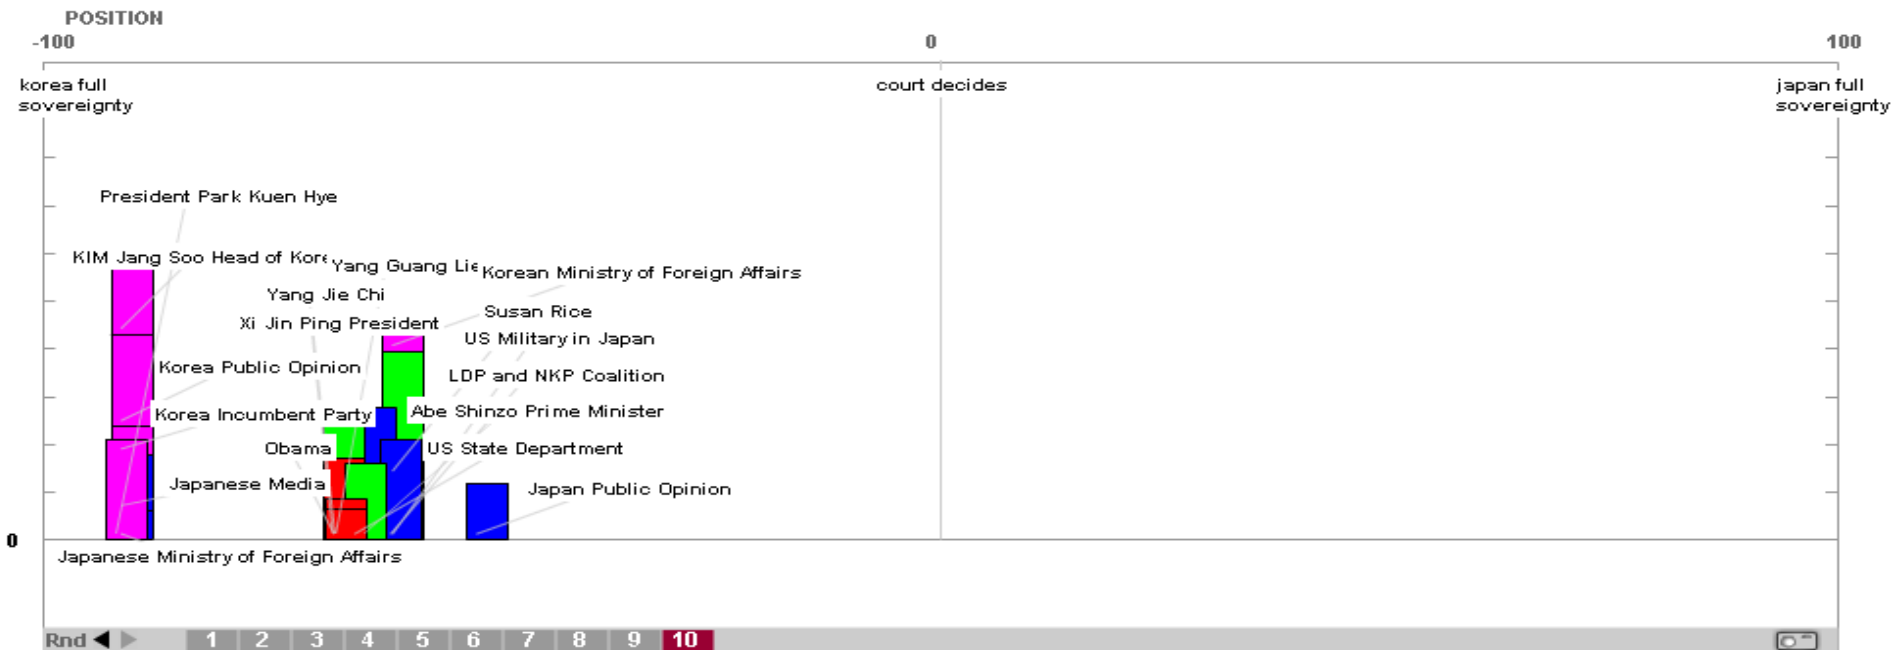 POSITION
-100 0 100
korea full sovereignty
court decides
japan full sovereignty
President Park Kuen Hye
KIM Jang Soo Head of Kore
Yang Guang Lie
Korean Ministry of Foreign Affairs
Yang Jie Chi
Susan Rice
Xi Jin Ping President
US Military in Japan
Korea Public Opinion
LDP and NKP Coalition
Korea Incumbent Party
Abe Shinzo Prime Minister
Obama
US State Department
Japanese Media
Japan Public Opinion
0
Japanese Ministry of Foreign Affairs
Rnd 1 2 3 4 5 6 7 8 9 10